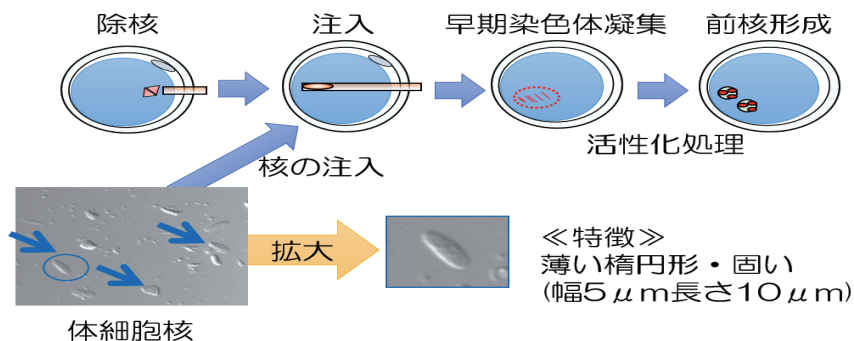 除核
注入
早期染色体凝集
前核形成
核の注入
活性化処理
拡大
≪特徴≫
薄い楕円形・固い
(幅5μm長さ10μm)
体細胞核